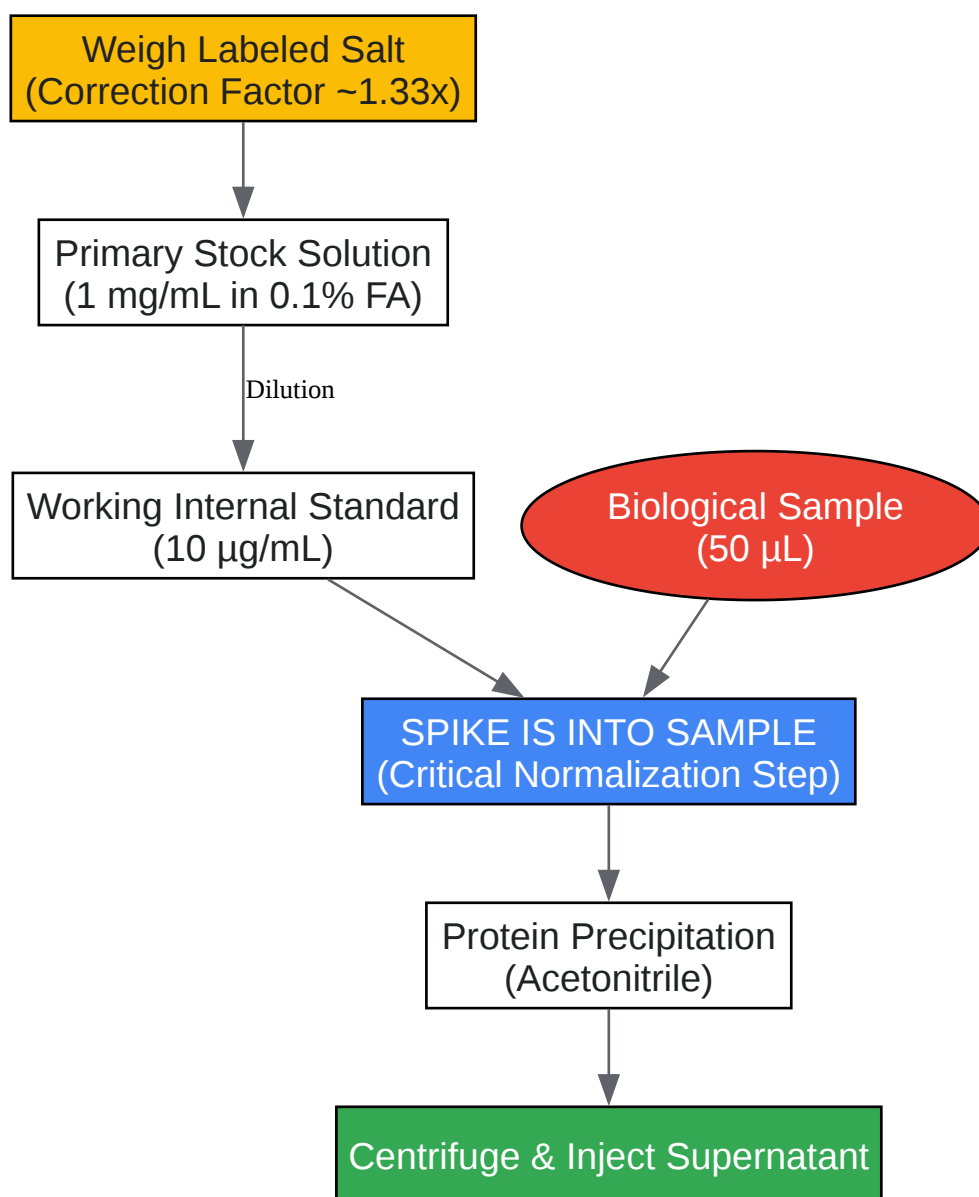 Weigh Labeled Salt
(Correction Factor ~1.33x)
Primary Stock Solution
(1 mg/mL in 0.1% FA)
Dilution
Working Internal Standard
(10 µg/mL)
Biological Sample
(50 µL)
SPIKE IS INTO SAMPLE
(Critical Normalization Step)
Protein Precipitation
(Acetonitrile)
Centrifuge & Inject Supernatant